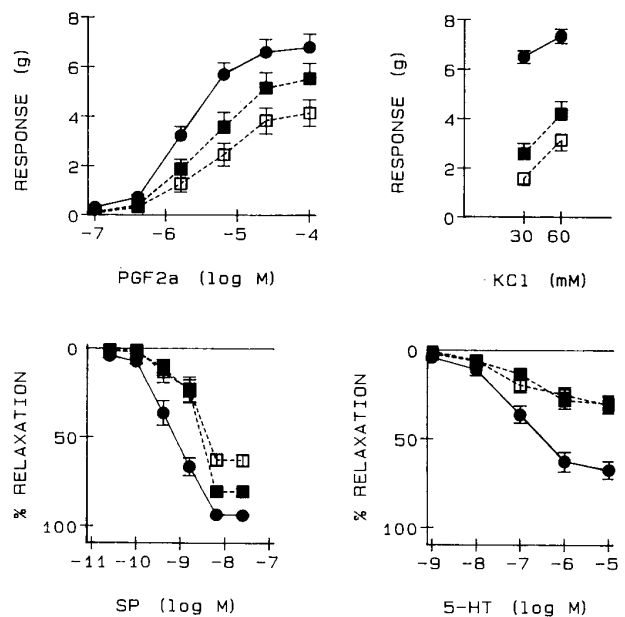 8
6
4
2
0
RESPONSE (g)
-7 -6 -5 -4
PGF2a (log M)
8
6
4
2
0
RESPONSE (g)
30 60
KCl (mM)
0
50
100
% RELAXATION
-11 -10 -9 -8 -7
SP (log M)
0
50
100
% RELAXATION
-9 -8 -7 -6 -5
5-HT (log M)